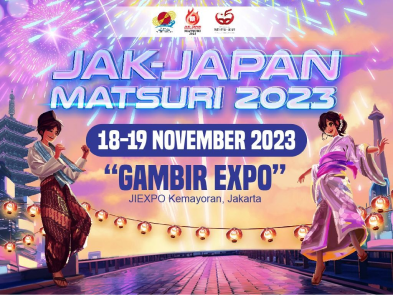 JAK-JAPAN
MATSURI 2023
18-19 NOVEMBER 2023
“GAMBIR EXPO”
JIEXPO Kemayoran, Jakarta